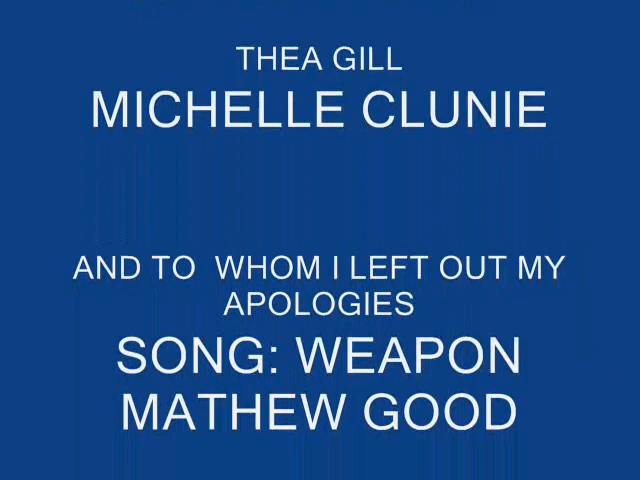 THEA GILL
MICHELLE CLUNIE
AND TO  WHOM I LEFT OUT MY
APOLOGIES
SONG: WEAPON
MATHEW GOOD